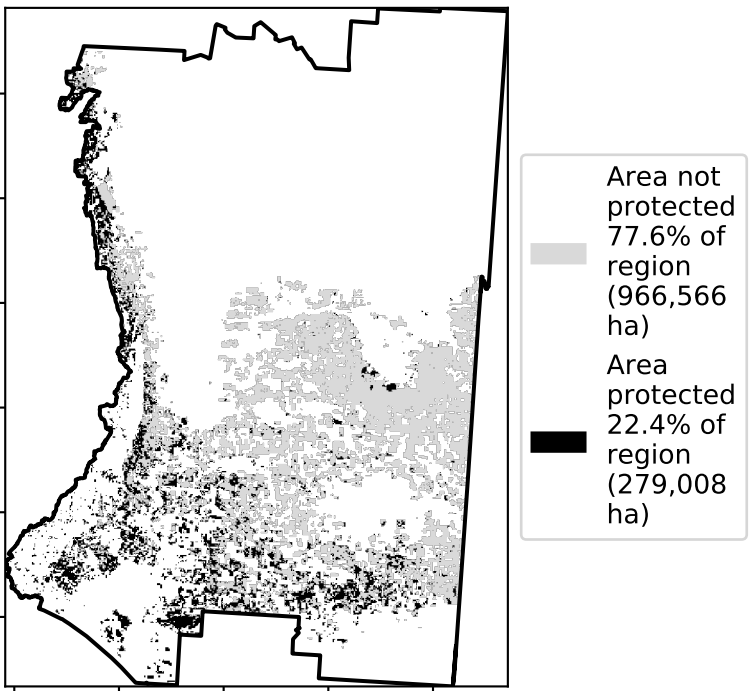 Area not
protected
77.6% of
region
(966,566
ha)
Area
protected
22.4% of
region
(279,008
ha)